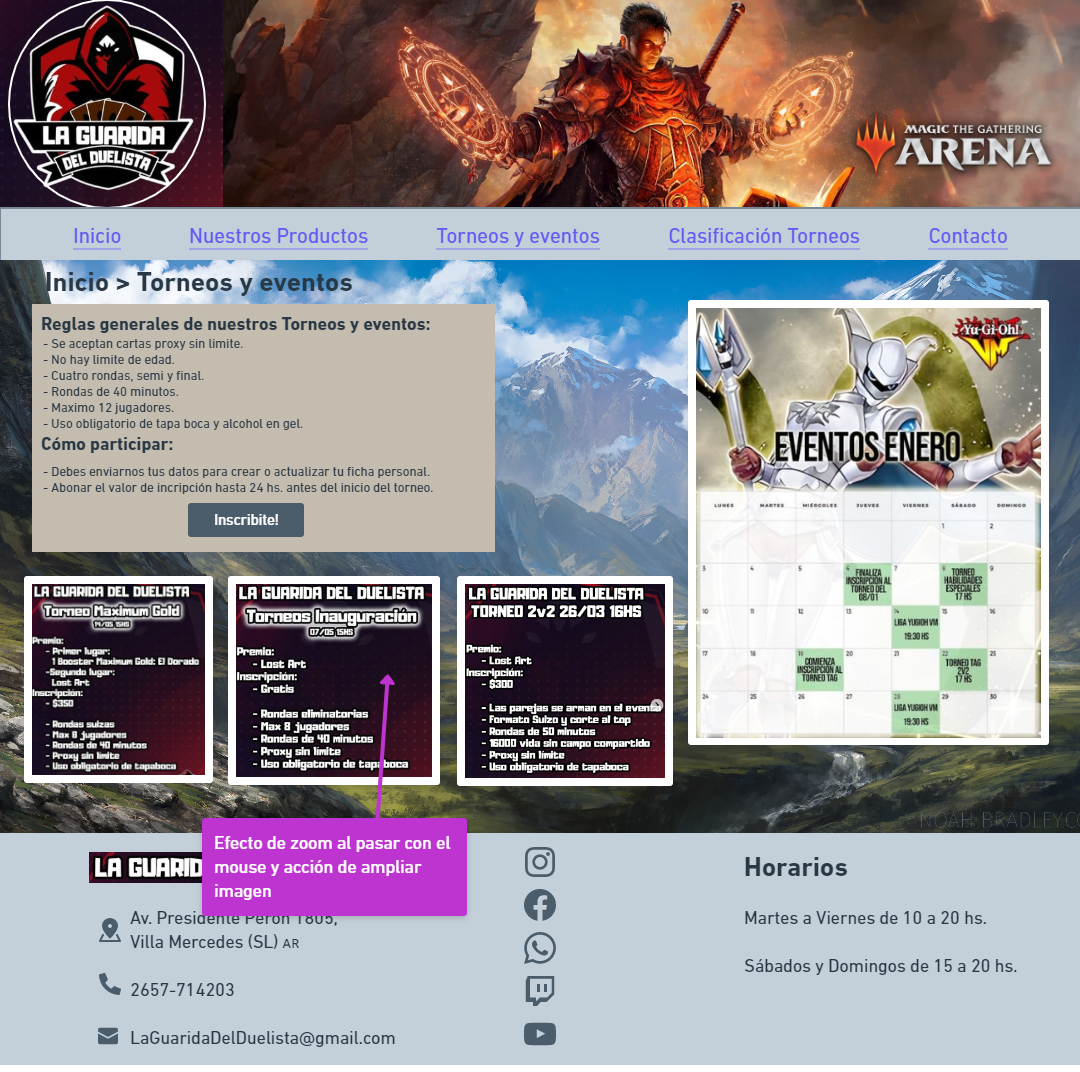 LA GUARIDA
DEL DUELISTA
MAGIC THE GATHERING
ARENA
Inicio
Nuestros Productos
Torneos y eventos
Clasificación Torneos
Contacto
Inicio > Torneos y eventos
Reglas generales de nuestros Torneos y eventos:
- Se aceptan cartas proxy sin limite.
- No hay limite de edad.
- Cuatro rondas, semi y final.
- Rondas de 40 minutos.
- Maximo 12 jugadores.
- Uso obligatorio de tapa boca y alcohol en gel.
Cómo participar:
- Debes enviarnos tus datos para crear o actualizar tu ficha personal.
- Abonar el valor de incripción hasta 24 hs. antes del inicio del torneo.
Inscribite!
Yu-Gi-Oh!
VM
EVENTOS ENERO
LUNES MARTES MIÉRCOLES JUEVES VIERNES SÁBADO DOMINGO
1 2
3 4 5 6 7 8 9
FINALIZA
INSCRIPCIÓN AL
TORNEO DEL
08/01
TORNEO
HABILIDADES
ESPECIALES
17 HS
10 11 12 13 14 15 16
LIGA YUGIOH VM
19:30 HS
17 18 19 20 21 22 23
COMIENZA
INSCRIPCIÓN AL
TORNEO TAG
TORNEO TAG
2V2
17 HS
24 25 26 27 28 29 30
LIGA YUGIOH VM
19:30 HS
LA GUARIDA DEL DUELISTA
Torneo Maximum Gold
14/05 15HS
Premio:
- Primer lugar:
1 Booster Maximum Gold: El Dorado
-Segundo lugar:
Lost Art
Inscripción:
- $350
- Rondas suizas
- Max 8 jugadores
- Rondas de 40 minutos
- Proxy sin límite
- Uso obligatorio de tapaboca
LA GUARIDA DEL DUELISTA
Torneos Inauguración
07/05 15HS
Premio:
- Lost Art
Inscripción:
- Gratis
- Rondas eliminatorias
- Max 8 jugadores
- Rondas de 40 minutos
- Proxy sin límite
- Uso obligatorio de tapaboca
LA GUARIDA DEL DUELISTA
TORNEO 2v2 26/03 16HS
Premio:
- Lost Art
Inscripción:
- $300
- Las parejas se arman en el evento
- Formato Suizo y corte al top
- Rondas de 50 minutos
- 16000 vida sin campo compartido
- Proxy sin límite
- Uso obligatorio de tapaboca
NOAH BRADLEY.CO
Efecto de zoom al pasar con el
mouse y acción de ampliar
imagen
LA GUARID
Av. Presidente Perón 1805,
Villa Mercedes (SL) AR
2657-714203
LaGuaridaDelDuelista@gmail.com
Horarios
Martes a Viernes de 10 a 20 hs.
Sábados y Domingos de 15 a 20 hs.